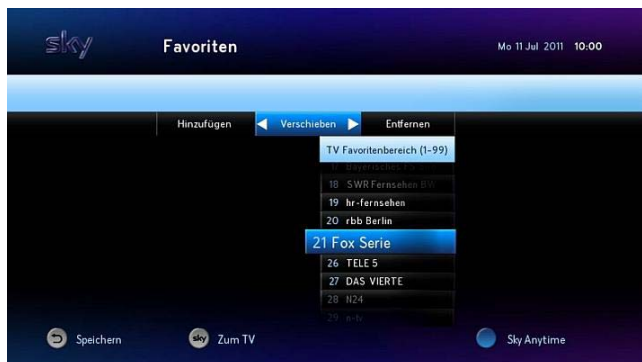 sky
Favoriten
Mo 11 Jul 2011 10:00
Hinzufügen
Verschieben
Entfernen
TV Favoritenbereich (1-99)
18 SWR Fernsehen BW
19 hr-fernsehen
20 rbb Berlin
21 Fox Serie
26 TELE 5
27 DAS VIERTE
28 N24
29 n-tv
Speichern
sky Zum TV
Sky Anytime